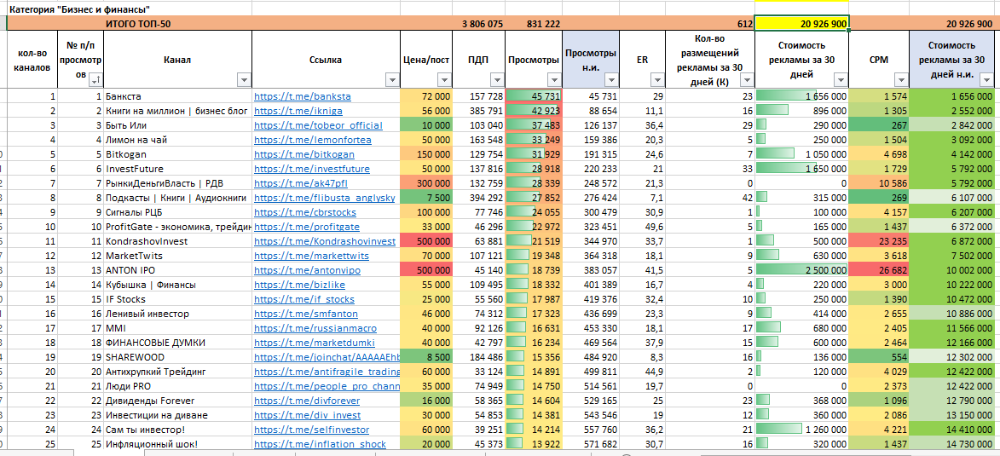 Категория "Бизнес и финансы"
ИТОГО ТОП-50 3 806 075 831 222 612 20 926 900 20 926 900
кол-во каналов № п/п просмотров Канал Ссылка Цена/пост ПДП Просмотры Просмотры н.и. ER Кол-во размещений рекламы за 30 дней (К) Стоимость рекламы за 30 дней CPM Стоимость рекламы за 30 дней н.и.
1 1 Банкста https://t.me/banksta 72 000 157 728 45 731 45 731 29 23 1 656 000 1 574 1 656 000
2 2 Книги на миллион | бизнес блог https://t.me/ikniga 56 000 385 791 42 923 88 654 11,1 16 896 000 1 305 2 552 000
3 3 Быть Или https://t.me/tobeor_official 10 000 103 040 37 483 126 137 36,4 29 290 000 267 2 842 000
4 4 Лимон на чай https://t.me/lemonfortea 50 000 163 548 33 249 159 386 20,3 5 250 000 1 504 3 092 000
5 5 Bitkogan https://t.me/bitkogan 150 000 129 754 31 929 191 315 24,6 7 1 050 000 4 698 4 142 000
6 6 InvestFuture https://t.me/investfuture 50 000 137 816 28 918 220 233 21 33 1 650 000 1 729 5 792 000
7 7 РынкиДеньгиВласть | РДВ https://t.me/ak47pfl 300 000 132 759 28 339 248 572 21,3 0 0 10 586 5 792 000
8 8 Подкасты | Книги | Аудиокниги https://t.me/flibusta_anglysky 7 500 394 292 27 852 276 424 7,1 42 315 000 269 6 107 000
9 9 Сигналы РЦБ https://t.me/cbrstocks 100 000 77 746 24 055 300 479 30,9 1 100 000 4 157 6 207 000
10 10 ProfitGate - экономика, трейдин https://t.me/profitgate 33 000 46 296 22 972 323 451 49,6 5 165 000 1 437 6 372 000
11 11 KondrashovInvest https://t.me/Kondrashovinvest 500 000 63 881 21 519 344 970 33,7 1 500 000 23 235 6 872 000
12 12 MarketTwits https://t.me/markettwits 70 000 107 121 19 348 364 318 18,1 9 630 000 3 618 7 502 000
13 13 ANTON IPO https://t.me/antonvipo 500 000 45 140 18 739 383 057 41,5 5 2 500 000 26 682 10 002 000
14 14 Кубышка | Финансы https://t.me/bizlike 55 000 109 495 18 332 401 389 16,7 4 220 000 3 000 10 222 000
15 15 IF Stocks https://t.me/if_stocks 25 000 55 560 17 987 419 376 32,4 10 250 000 1 390 10 472 000
16 16 Ленивый инвестор https://t.me/smfanton 46 000 74 312 17 323 436 699 23,3 9 414 000 2 655 10 886 000
17 17 MMI https://t.me/russianmacro 40 000 92 126 16 631 453 330 18,1 17 680 000 2 405 11 566 000
18 18 ФИНАНСОВЫЕ ДУМКИ https://t.me/marketdumki 40 000 42 797 16 234 469 564 37,9 15 600 000 2 464 12 166 000
19 19 SHAREWOOD https://t.me/joinchat/AAAAAEhb 8 500 184 486 15 356 484 920 8,3 16 136 000 554 12 302 000
20 20 Антихрупкий Трейдинг https://t.me/antifragile_trading 60 000 33 124 14 891 499 811 44,9 2 120 000 4 029 12 422 000
21 21 Люди PRO https://t.me/people_pro_chann 35 000 74 949 14 750 514 561 19,7 0 0 2 373 12 422 000
22 22 Дивиденды Forever https://t.me/divforever 16 000 58 365 14 604 529 165 25 23 368 000 1 096 12 790 000
23 23 Инвестиции на диване https://t.me/div_invest 30 000 54 853 14 381 543 546 19 12 360 000 2 086 13 150 000
24 24 Сам ты инвестор! https://t.me/selfinvestor 60 000 39 251 14 214 557 760 36,2 21 1 260 000 4 221 14 410 000
25 25 Инфляционный шок! https://t.me/inflation_shock 20 000 45 373 13 922 571 682 30,7 16 320 000 1 437 14 730 000